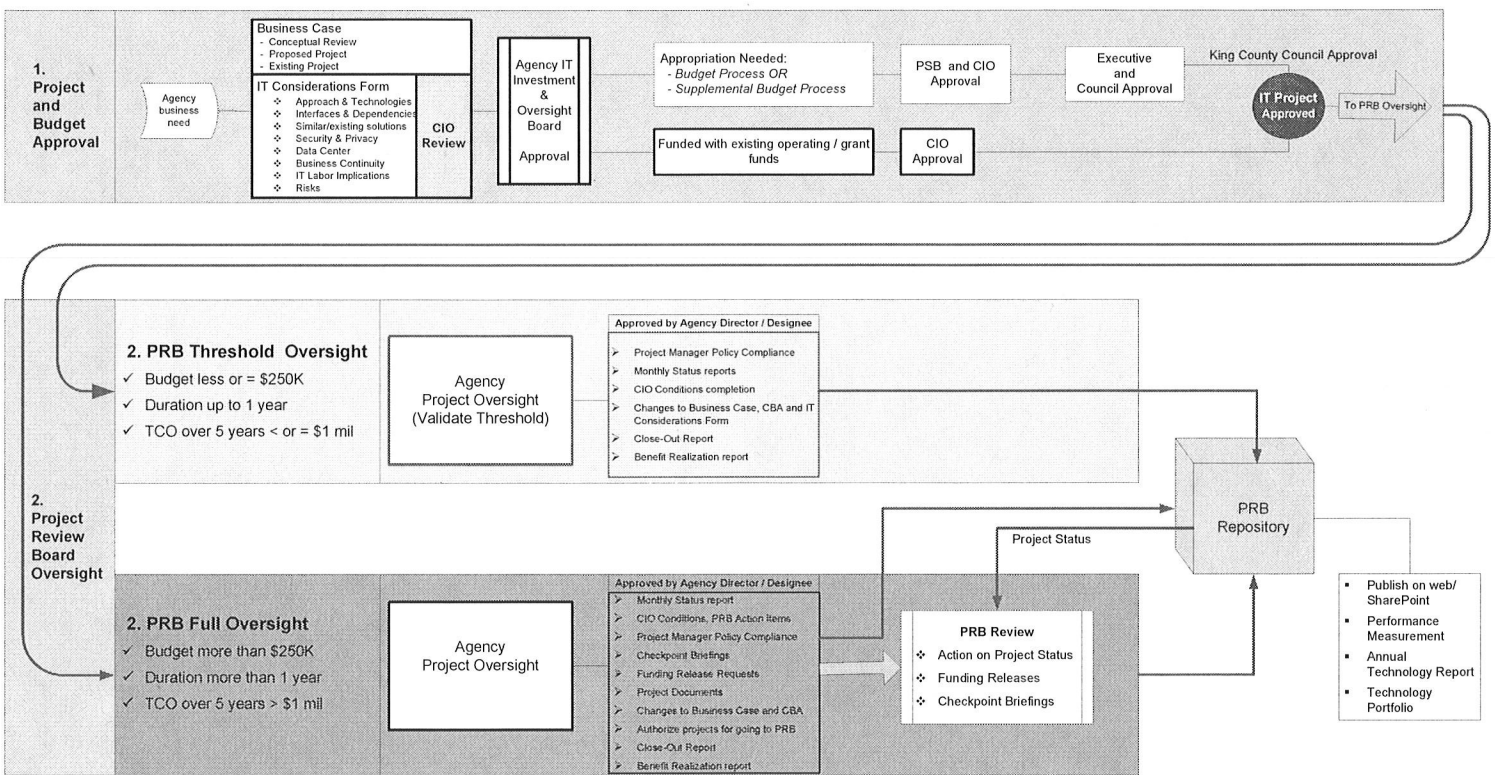 1.
Project
and
Budget
Approval
Agency
business
need
Business Case
- Conceptual Review
- Proposed Project
- Existing Project
IT Considerations Form
❖ Approach & Technologies
❖ Interfaces & Dependencies
❖ Similar/existing solutions
❖ Security & Privacy
❖ Data Center
❖ Business Continuity
❖ IT Labor Implications
❖ Risks
CIO
Review
Agency IT
Investment
&
Oversight
Board
Approval
Appropriation Needed:
- Budget Process OR
- Supplemental Budget Process
PSB and CIO
Approval
Executive
and
Council Approval
King County Council Approval
Funded with existing operating / grant
funds
CIO
Approval
IT Project
Approved
To PRB Oversight
2.
Project
Review
Board
Oversight
2. PRB Threshold Oversight
✓ Budget less or = $250K
✓ Duration up to 1 year
✓ TCO over 5 years < or = $1 mil
Agency
Project Oversight
(Validate Threshold)
Approved by Agency Director / Designee
➢ Project Manager Policy Compliance
➢ Monthly Status reports
➢ CIO Conditions completion
➢ Changes to Business Case, CBA and IT
Considerations Form
➢ Close-Out Report
➢ Benefit Realization report
2. PRB Full Oversight
✓ Budget more than $250K
✓ Duration more than 1 year
✓ TCO over 5 years > $1 mil
Agency
Project Oversight
Approved by Agency Director / Designee
➢ Monthly Status report
➢ CIO Conditions, PRB Action Items
➢ Project Manager Policy Compliance
➢ Checkpoint Briefings
➢ Funding Release Requests
➢ Project Documents
➢ Changes to Business Case and CBA
➢ Authorize projects for going to PRB
➢ Close-Out Report
➢ Benefit Realization report
Project Status
PRB Review
❖ Action on Project Status
❖ Funding Releases
❖ Checkpoint Briefings
PRB
Repository
▪ Publish on web/
SharePoint
▪ Performance
Measurement
▪ Annual
Technology Report
▪ Technology
Portfolio